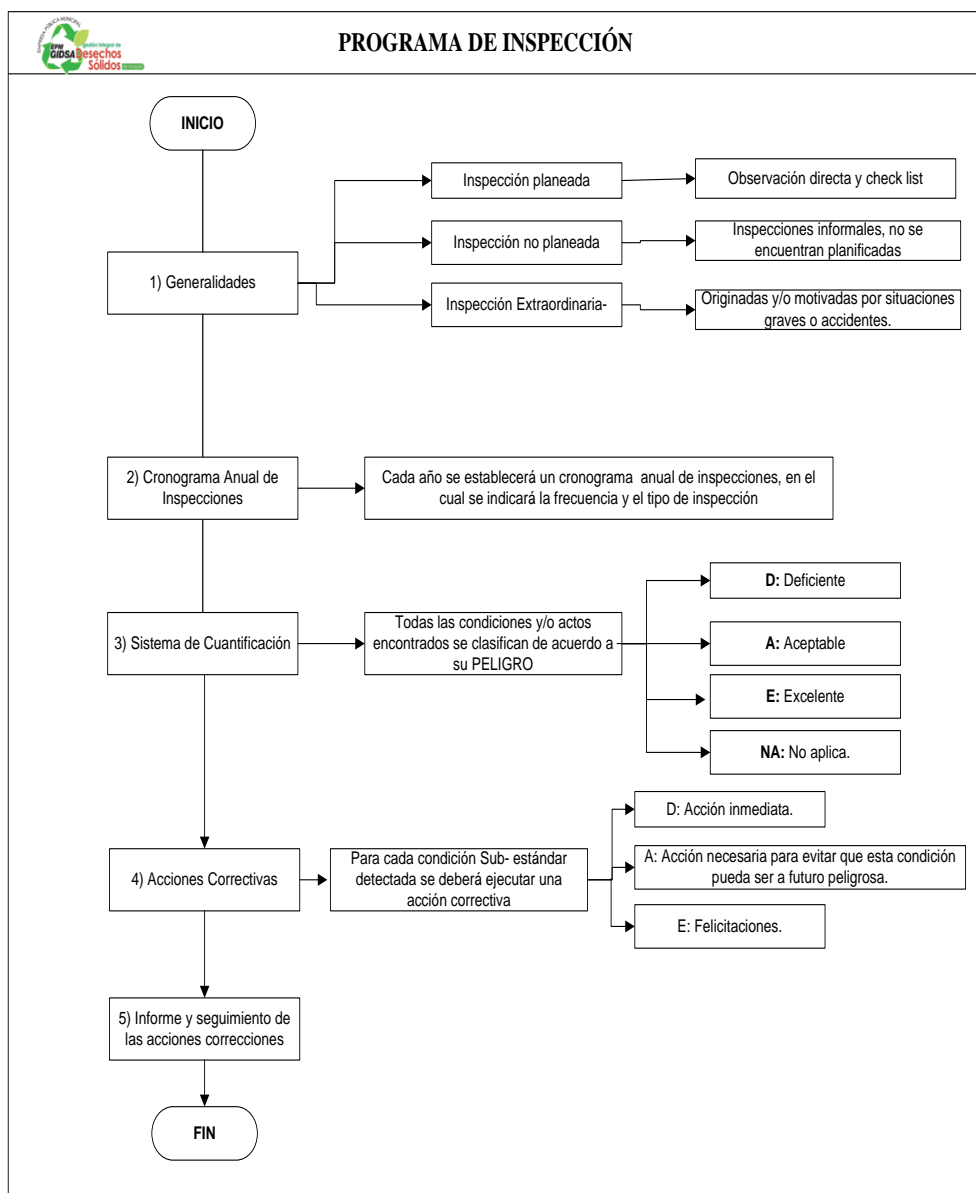 EMPRESA PÚBLICA MUNICIPAL
EPM
GIDSA
gestión integral de
Desechos
Sólidos
PROGRAMA DE INSPECCIÓN
INICIO
Inspección planeada
Observación directa y check list
Inspección no planeada
Inspecciones informales, no se
encuentran planificadas
1) Generalidades
Inspección Extraordinaria-
Originadas y/o motivadas por situaciones
graves o accidentes.
2) Cronograma Anual de
Inspecciones
Cada año se establecerá un cronograma anual de inspecciones, en el
cual se indicará la frecuencia y el tipo de inspección
3) Sistema de Cuantificación
Todas las condiciones y/o actos
encontrados se clasifican de acuerdo a
su PELIGRO
D: Deficiente
A: Aceptable
E: Excelente
NA: No aplica.
4) Acciones Correctivas
Para cada condición Sub- estándar
detectada se deberá ejecutar una
acción correctiva
D: Acción inmediata.
A: Acción necesaria para evitar que esta condición
pueda ser a futuro peligrosa.
E: Felicitaciones.
5) Informe y seguimiento de
las acciones correcciones
FIN